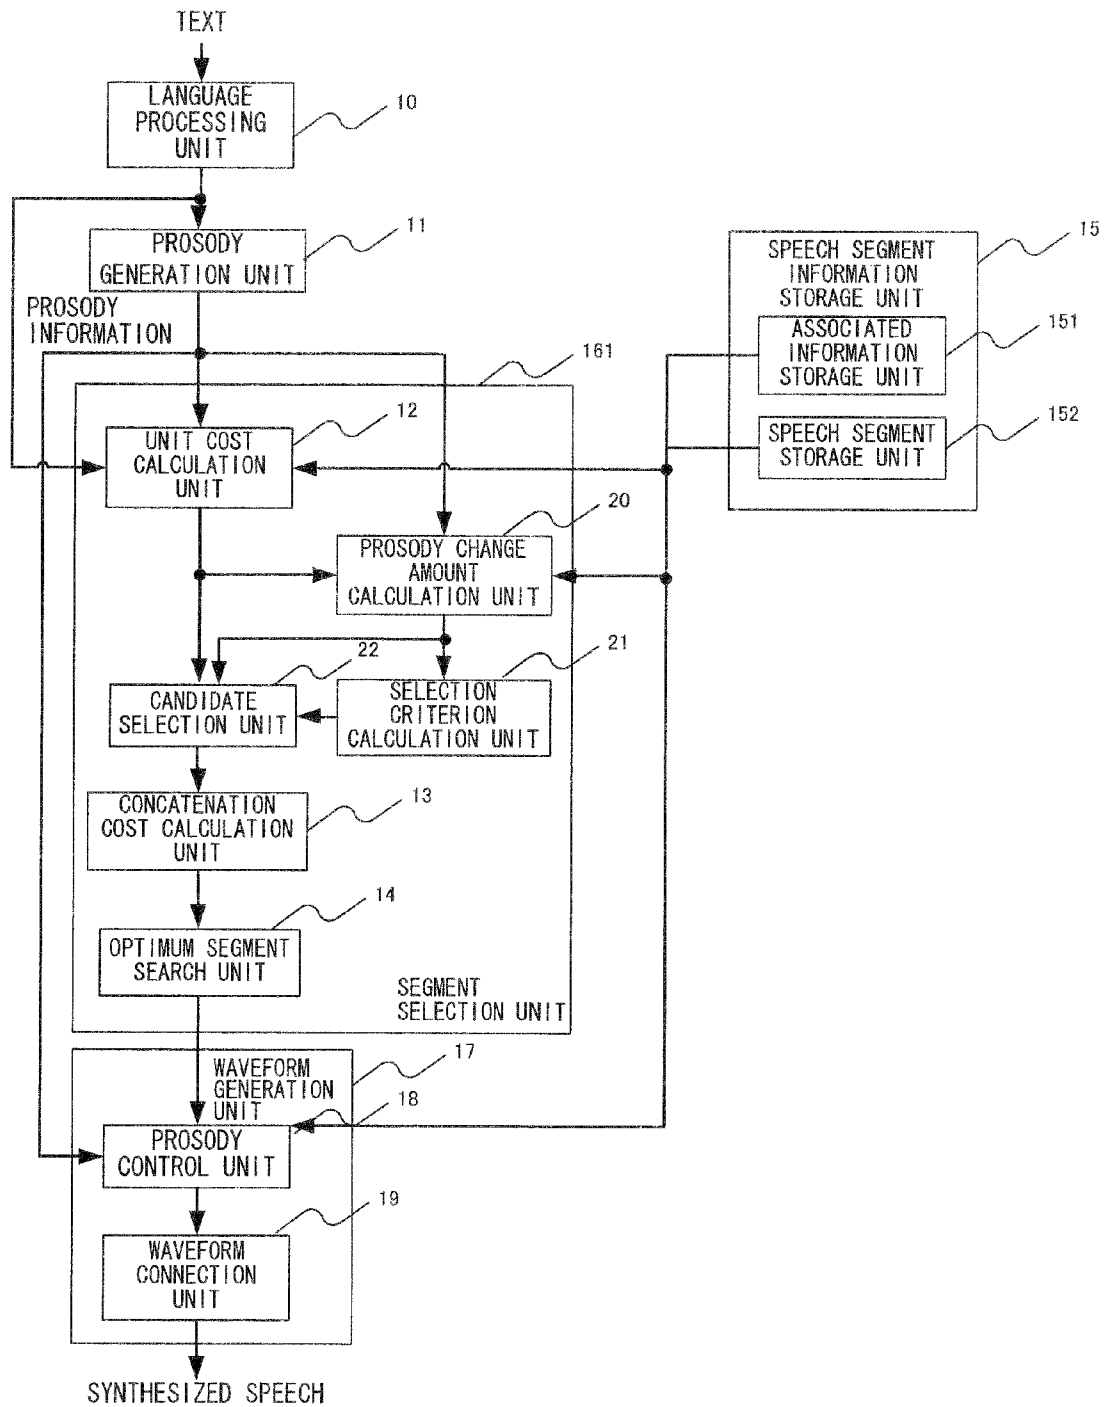 TEXT
LANGUAGE
PROCESSING
UNIT
10
PROSODY
GENERATION UNIT
11
PROSODY
INFORMATION
SPEECH SEGMENT
INFORMATION
STORAGE UNIT
15
ASSOCIATED
INFORMATION
STORAGE UNIT
151
SPEECH SEGMENT
STORAGE UNIT
152
161
UNIT COST
CALCULATION
UNIT
12
PROSODY CHANGE
AMOUNT
CALCULATION UNIT
20
CANDIDATE
SELECTION UNIT
22
SELECTION
CRITERION
CALCULATION UNIT
21
CONCATENATION
COST CALCULATION
UNIT
13
OPTIMUM SEGMENT
SEARCH UNIT
14
SEGMENT
SELECTION UNIT
WAVEFORM
GENERATION
UNIT
17
PROSODY
CONTROL UNIT
18
WAVEFORM
CONNECTION
UNIT
19
SYNTHESIZED SPEECH